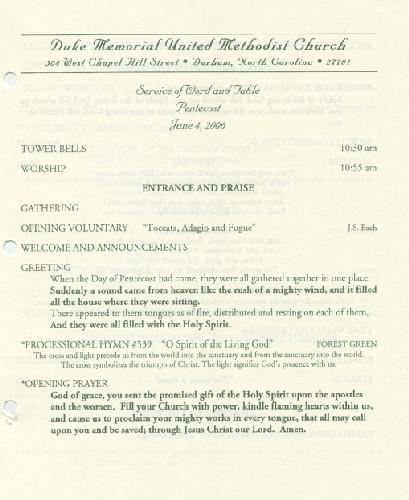 Duke Memorial United Methodist Church
504 West Chapel Hill Street • Durham, North Carolina • 27701
Service of Word and Table
Pentecost
June 4, 2006
TOWER BELLS 10:50 am
WORSHIP 10:55 am
ENTRANCE AND PRAISE
GATHERING
OPENING VOLUNTARY "Toccata, Adagio and Fugue" J.S. Bach
WELCOME AND ANNOUNCEMENTS
GREETING
When the Day of Pentecost had come, they were all gathered together in one place.
Suddenly a sound came from heaven like the rush of a mighty wind, and it filled
all the house where they were sitting.
There appeared to them tongues as of fire, distributed and resting on each of them,
And they were all filled with the Holy Spirit.
*PROCESSIONAL HYMN #539 "O Spirit of the Living God" FOREST GREEN
The cross and light precede us from the world into the sanctuary and from the sanctuary into the world.
The cross symbolizes the triumph of Christ. The light signifies God's presence with us.
*OPENING PRAYER
God of grace, you sent the promised gift of the Holy Spirit upon the apostles
and the women. Fill your Church with power, kindle flaming hearts within us,
and cause us to proclaim your mighty works in every tongue, that all may call
upon you and be saved; through Jesus Christ our Lord. Amen.